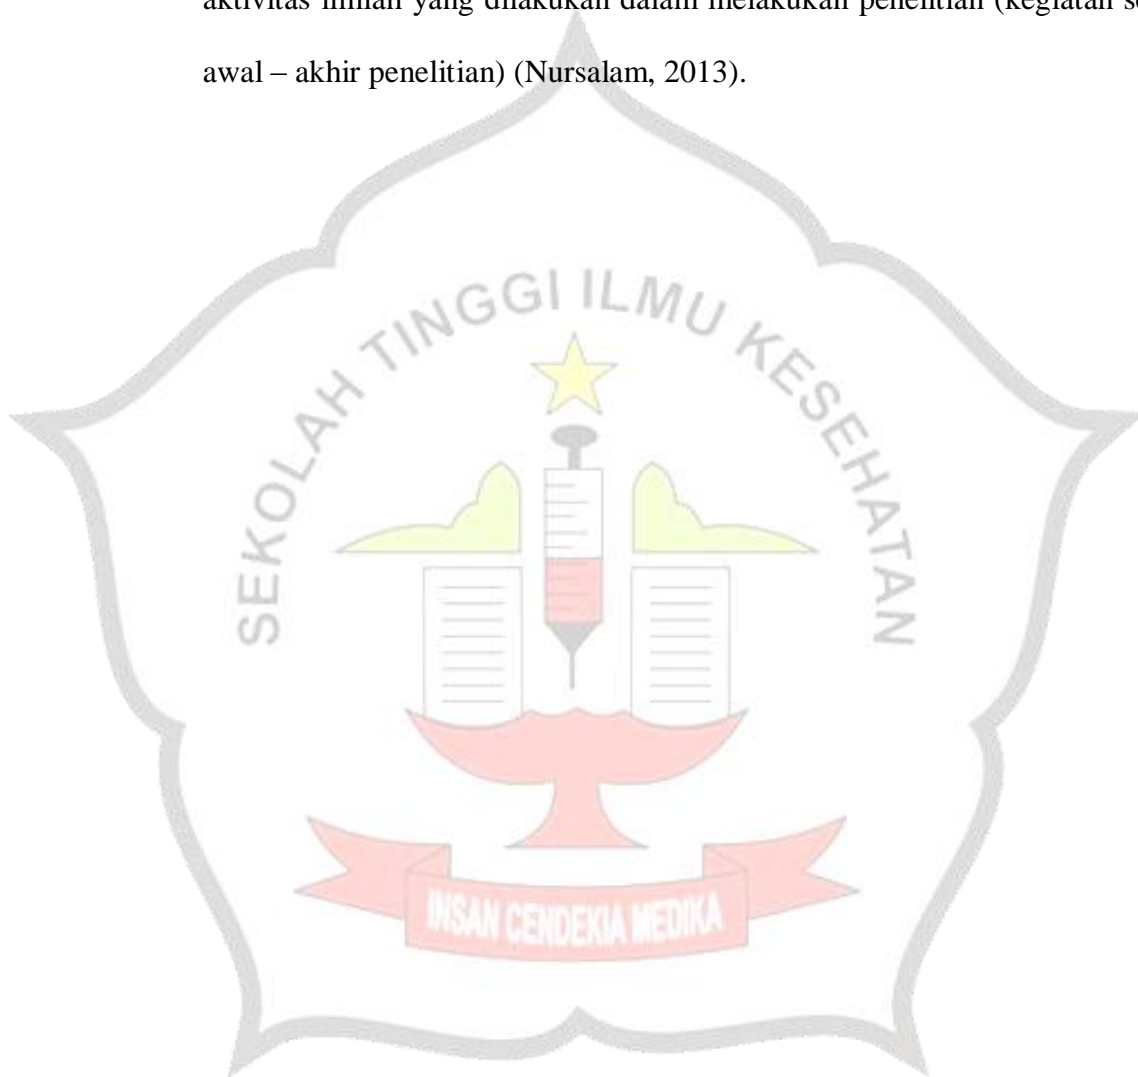 aktivitas ilmiah yang dilakukan dalam melakukan penelitian (kegiatan
awal – akhir penelitian) (Nursalam, 2013).
SEKOLAH TINGGI ILMU KESEHATAN
INSAN CENDEKIA MEDIKA